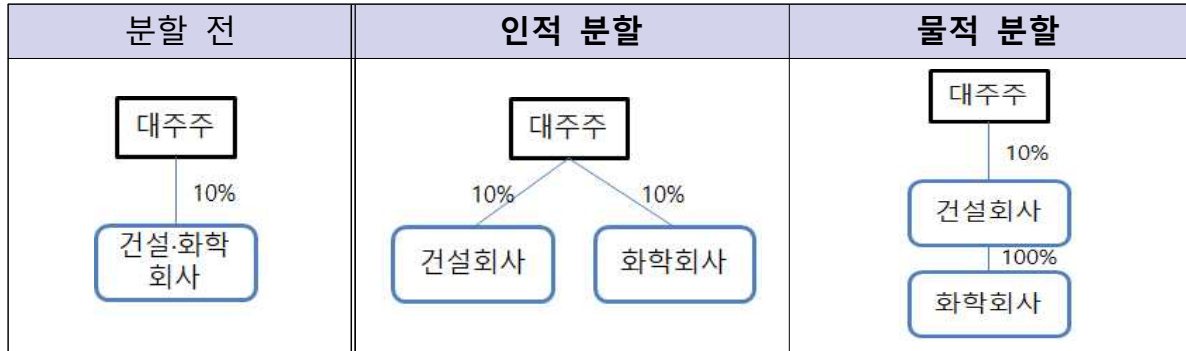 분할 전
인적 분할
물적 분할
대주주
10%
건설·화학
회사
대주주
10%
10%
건설회사
화학회사
대주주
10%
건설회사
100%
화학회사